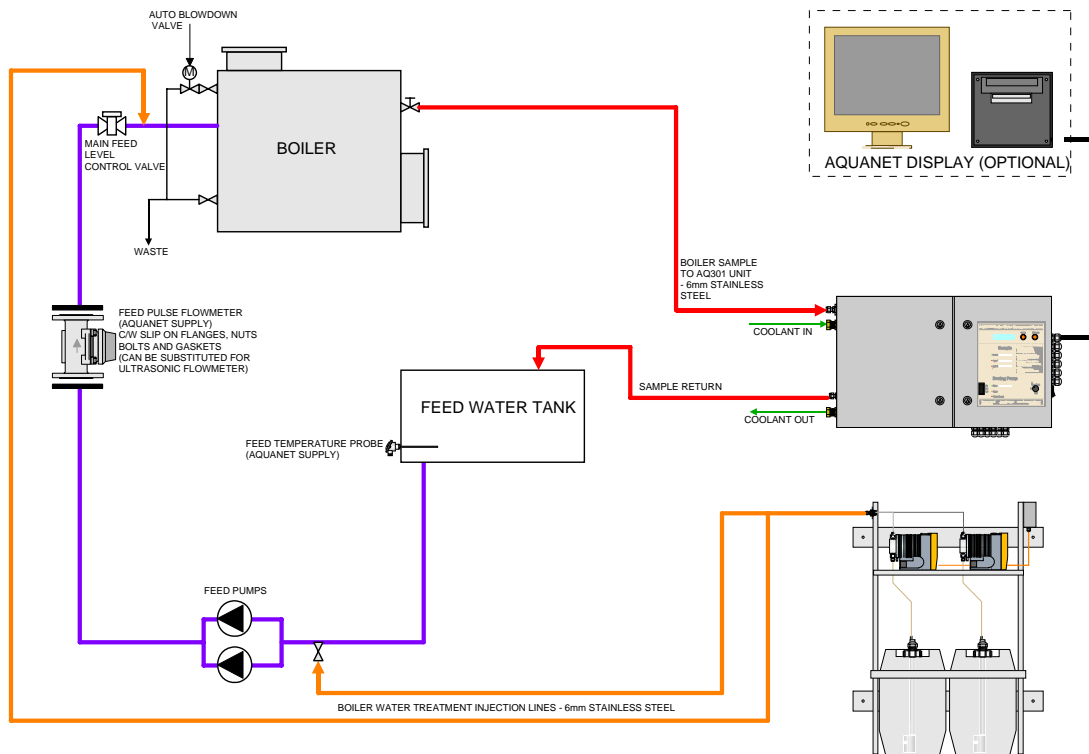 AUTO BLOWDOWN
VALVE
M
BOILER
MAIN FEED
LEVEL
CONTROL VALVE
WASTE
AQUANET DISPLAY (OPTIONAL)
BOILER SAMPLE
TO AQ301 UNIT
- 6mm STAINLESS
STEEL
COOLANT IN
FEED PULSE FLOWMETER
(AQUANET SUPPLY)
C/W SLIP ON FLANGES, NUTS
BOLTS AND GASKETS
(CAN BE SUBSTITUTED FOR
ULTRASONIC FLOWMETER)
SAMPLE RETURN
COOLANT OUT
FEED WATER TANK
FEED TEMPERATURE PROBE
(AQUANET SUPPLY)
FEED PUMPS
BOILER WATER TREATMENT INJECTION LINES - 6mm STAINLESS STEEL